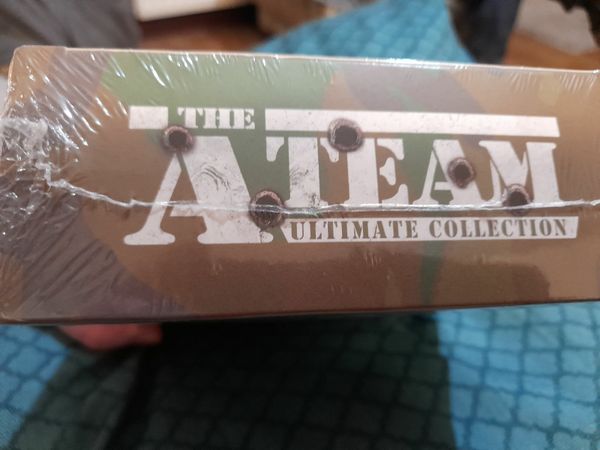 THE
A TEAM
ULTIMATE COLLECTION